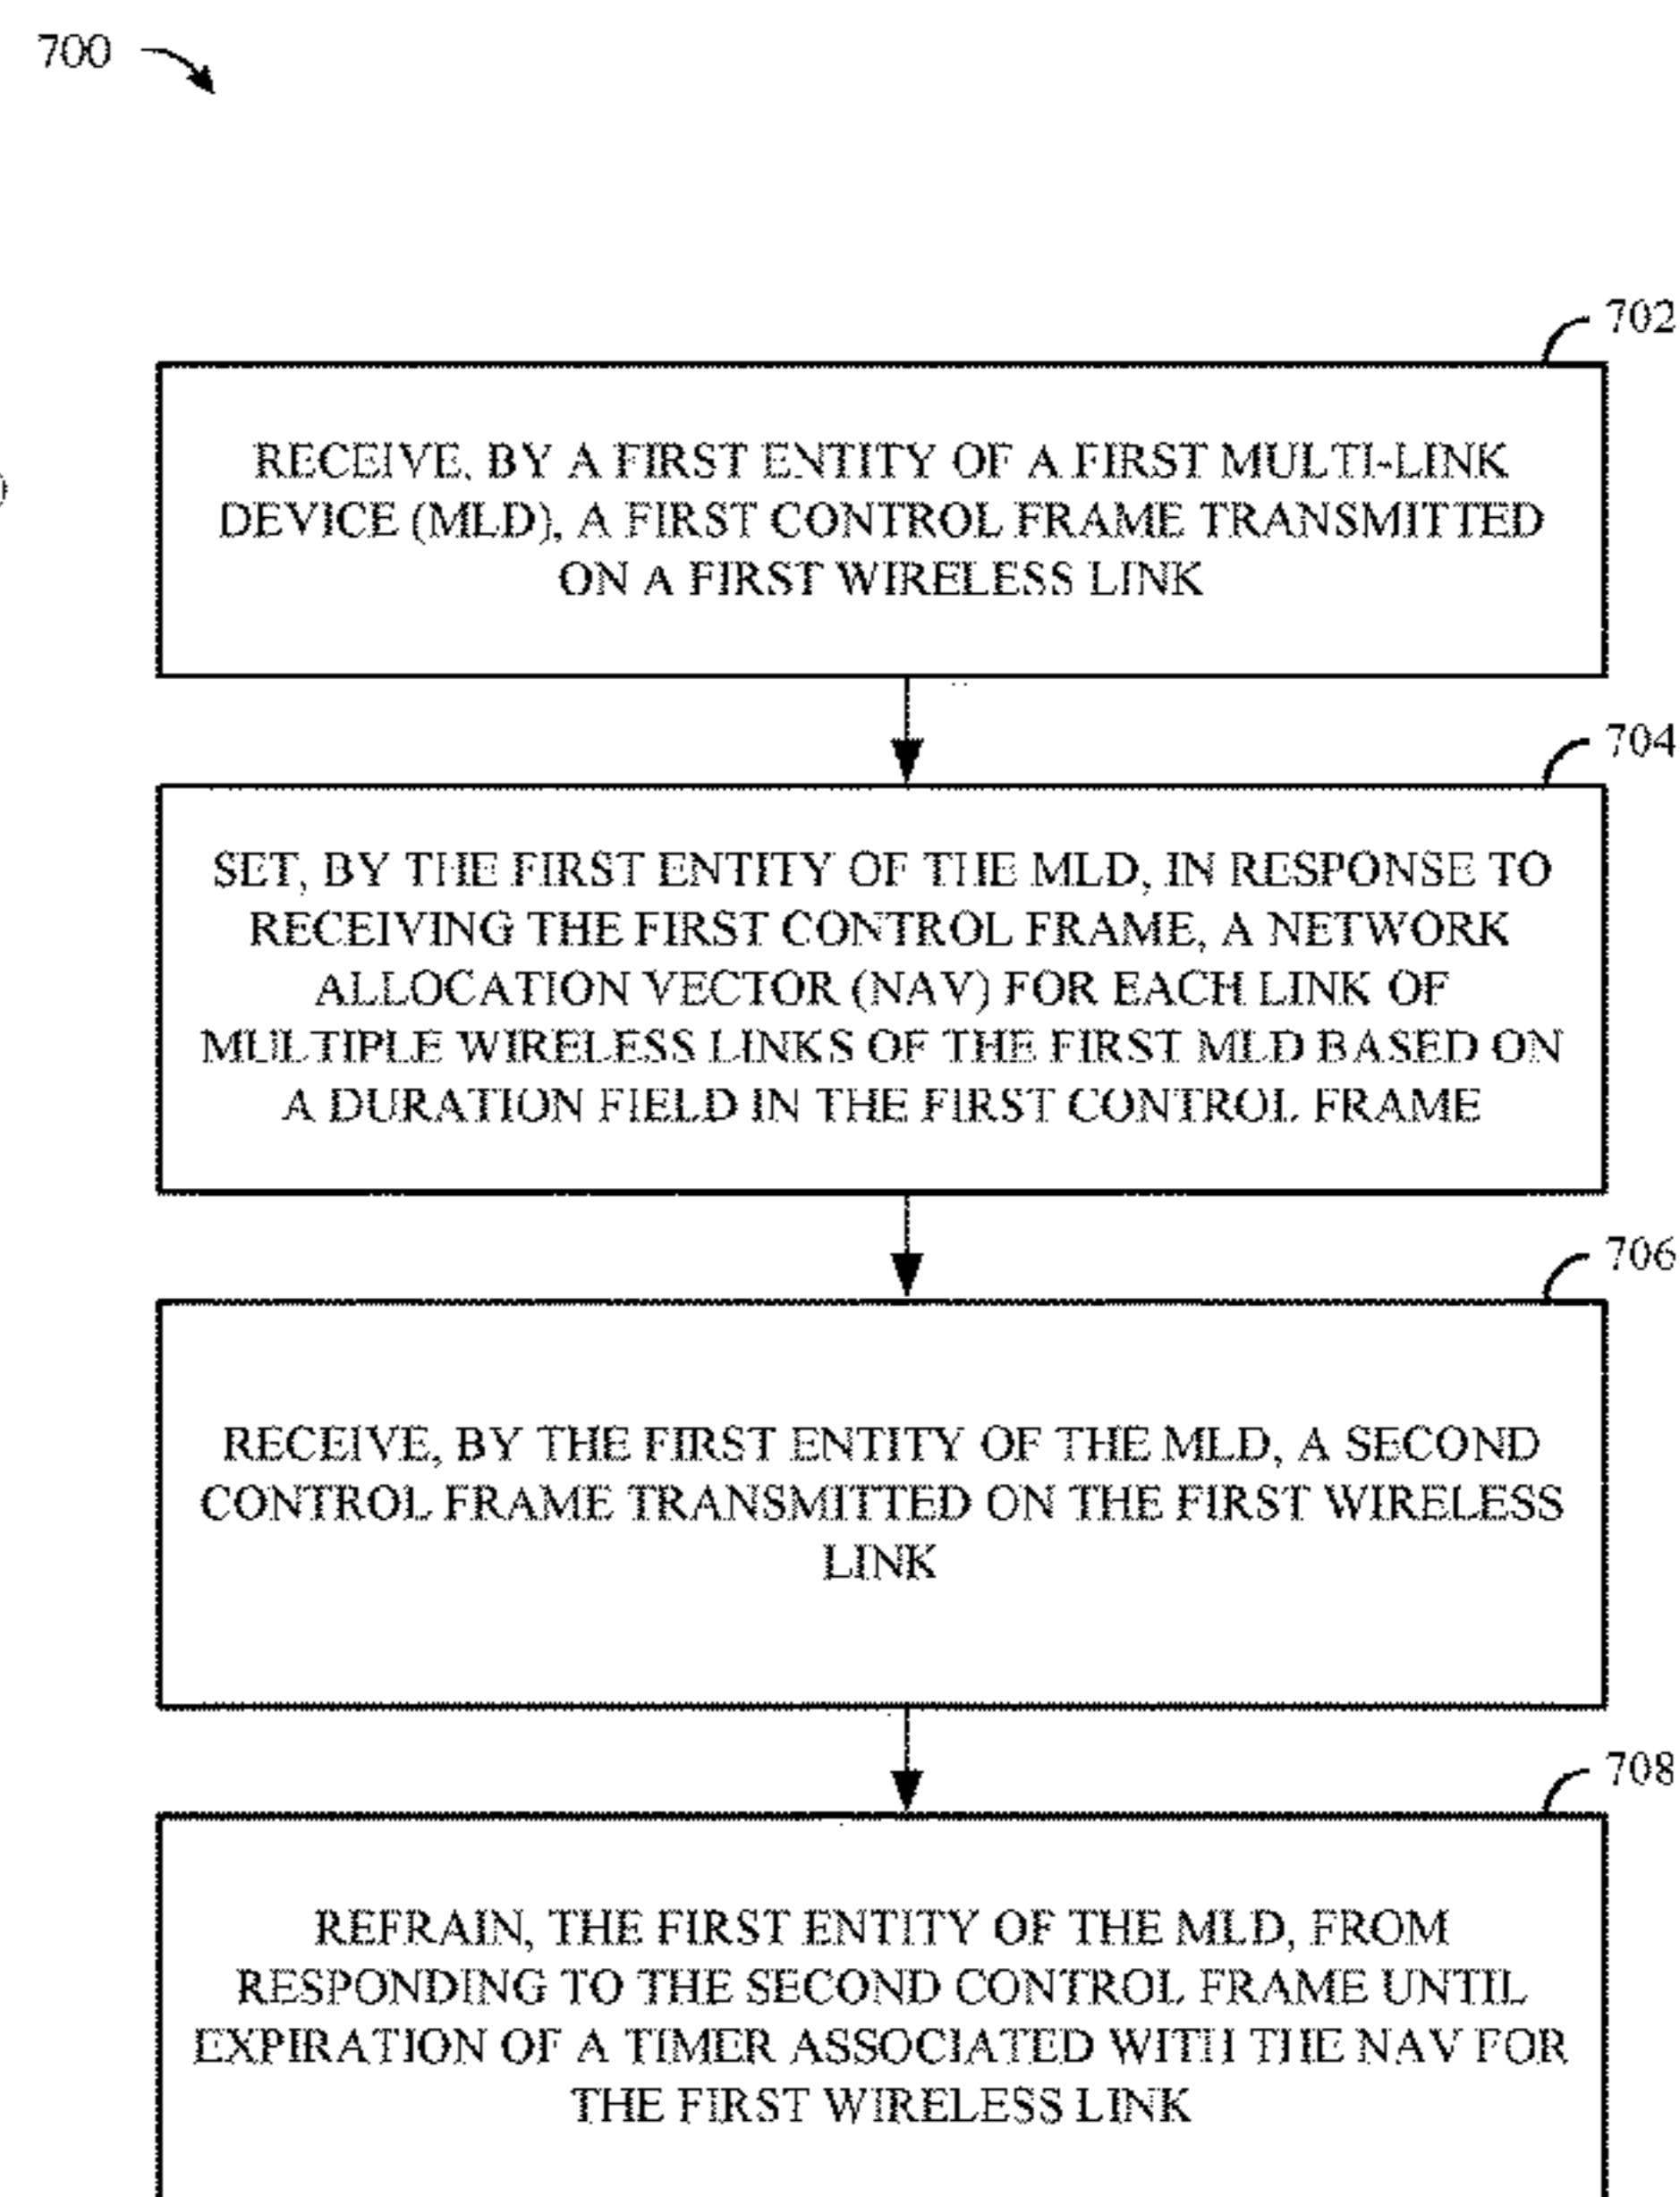 700
702
RECEIVE, BY A FIRST ENTITY OF A FIRST MULTI-LINK
DEVICE (MLD), A FIRST CONTROL FRAME TRANSMITTED
ON A FIRST WIRELESS LINK
704
SET, BY THE FIRST ENTITY OF THE MLD, IN RESPONSE TO
RECEIVING THE FIRST CONTROL FRAME, A NETWORK
ALLOCATION VECTOR (NAV) FOR EACH LINK OF
MULTIPLE WIRELESS LINKS OF THE FIRST MLD BASED ON
A DURATION FIELD IN THE FIRST CONTROL FRAME
706
RECEIVE, BY THE FIRST ENTITY OF THE MLD, A SECOND
CONTROL FRAME TRANSMITTED ON THE FIRST WIRELESS
LINK
708
REFRAIN, THE FIRST ENTITY OF THE MLD, FROM
RESPONDING TO THE SECOND CONTROL FRAME UNTIL
EXPIRATION OF A TIMER ASSOCIATED WITH THE NAV FOR
THE FIRST WIRELESS LINK